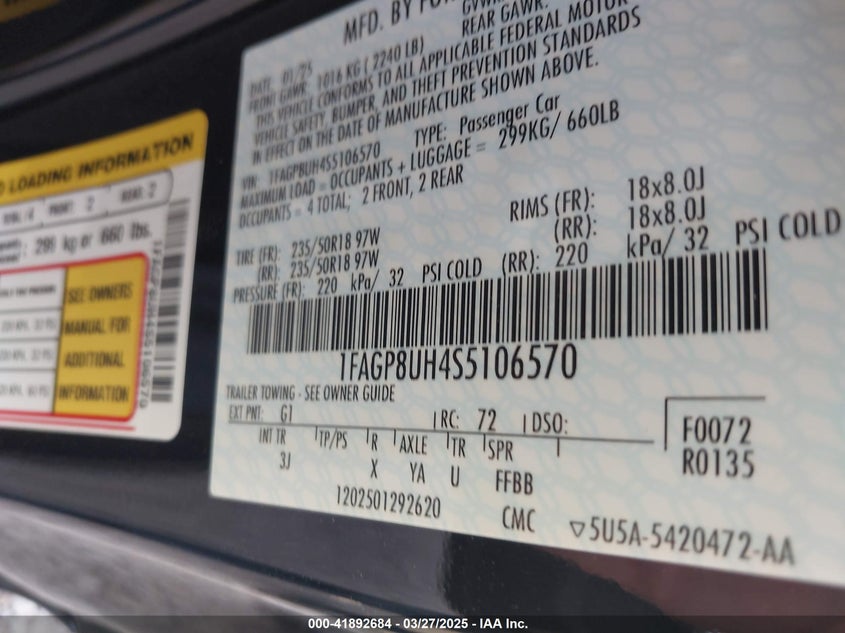 MFD. BY FOR
GVWR
REAR GAWR:
DATE: 01/25
FRONT GAWR: 1016 KG ( 2240 LB)
THIS VEHICLE CONFORMS TO ALL APPLICABLE FEDERAL MOTOR
VEHICLE SAFETY, BUMPER, AND THEFT PREVENTION STANDARDS
IN EFFECT ON THE DATE OF MANUFACTURE SHOWN ABOVE.
VIN: 1FAGP8UH4S5106570 TYPE: Passenger Car
MAXIMUM LOAD = OCCUPANTS + LUGGAGE = 299KG/ 660LB
OCCUPANTS = 4 TOTAL; 2 FRONT, 2 REAR
TIRE (FR): 235/50R18 97W RIMS (FR): 18x8.0J
(RR): 235/50R18 97W (RR): 18x8.0J
PRESSURE (FR): 220 kPa/ 32 PSI COLD (RR): 220 kPa/ 32 PSI COLD
1FAGP8UH4S5106570
TRAILER TOWING - SEE OWNER GUIDE
EXT PNT: G1 RC: 72 DSO:
INT TR TP/PS R AXLE TR SPR
3J X YA U FFBB
F0072
R0135
1202501292620 CMC ▽5U5A-5420472-AA
LOADING INFORMATION
299 kg or 660 lbs.
SEE OWNERS
MANUAL FOR
ADDITIONAL
INFORMATION
1FAGP8UH4S5106570
000-41892684 - 03/27/2025 - IAA Inc.